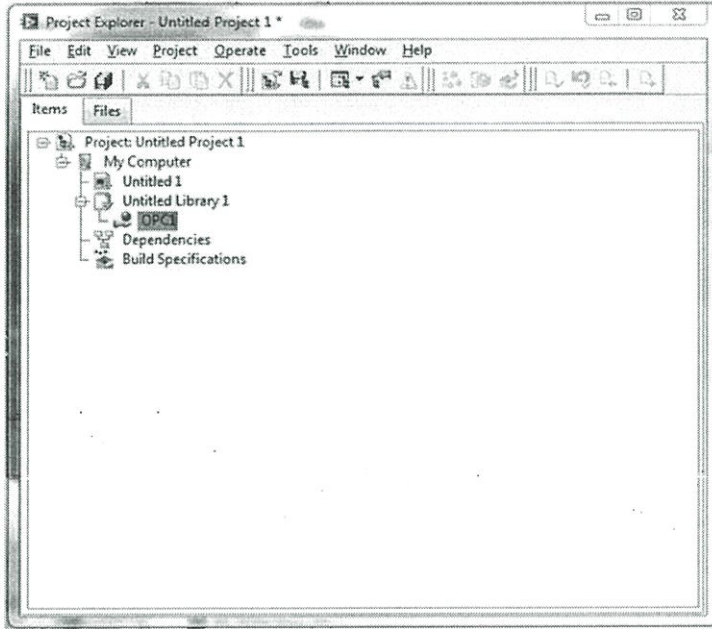 Project Explorer - Untitled Project 1 *
File Edit View Project Operate Tools Window Help
Items Files
Project: Untitled Project 1
My Computer
Untitled 1
Untitled Library 1
OPC1
Dependencies
Build Specifications